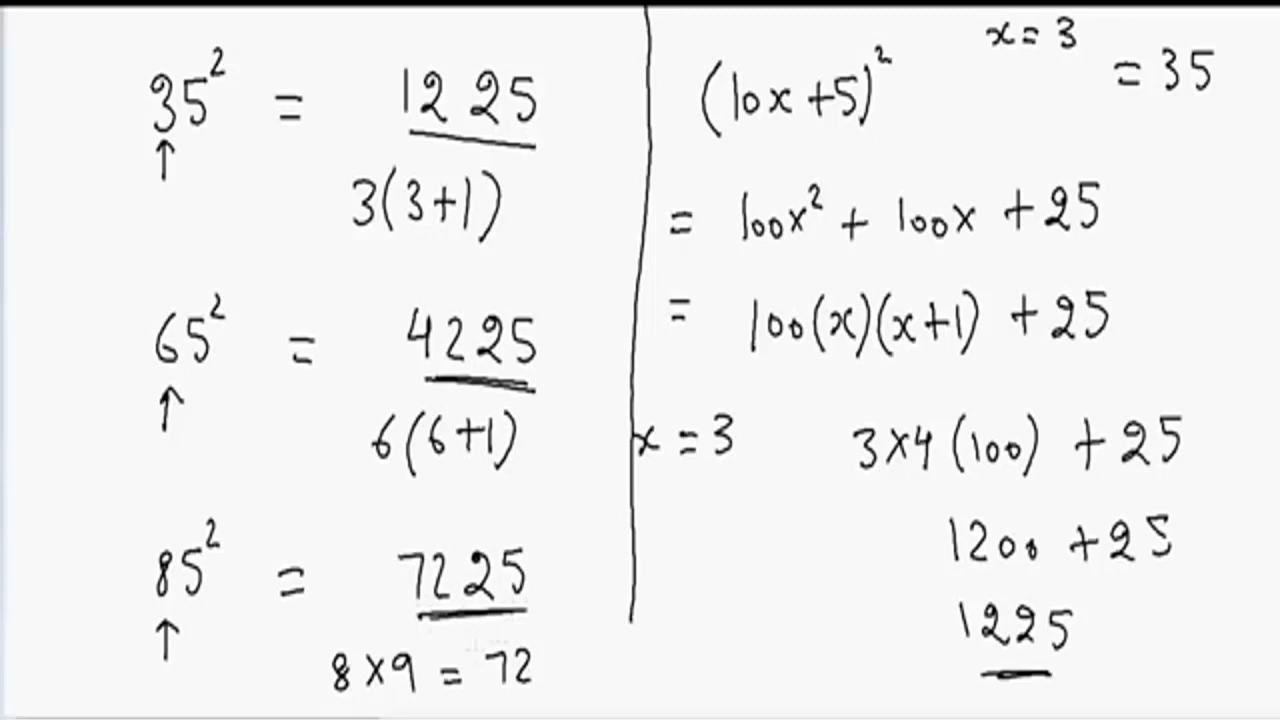 35² = 1225
↑
3(3+1)
65² = 4225
↑
6(6+1)
85² = 7225
↑
8×9 = 72
x = 3
(10x+5)² = 35
= 100x² + 100x + 25
= 100(x)(x+1) + 25
x = 3 3×4(100) + 25
1200 + 25
1225